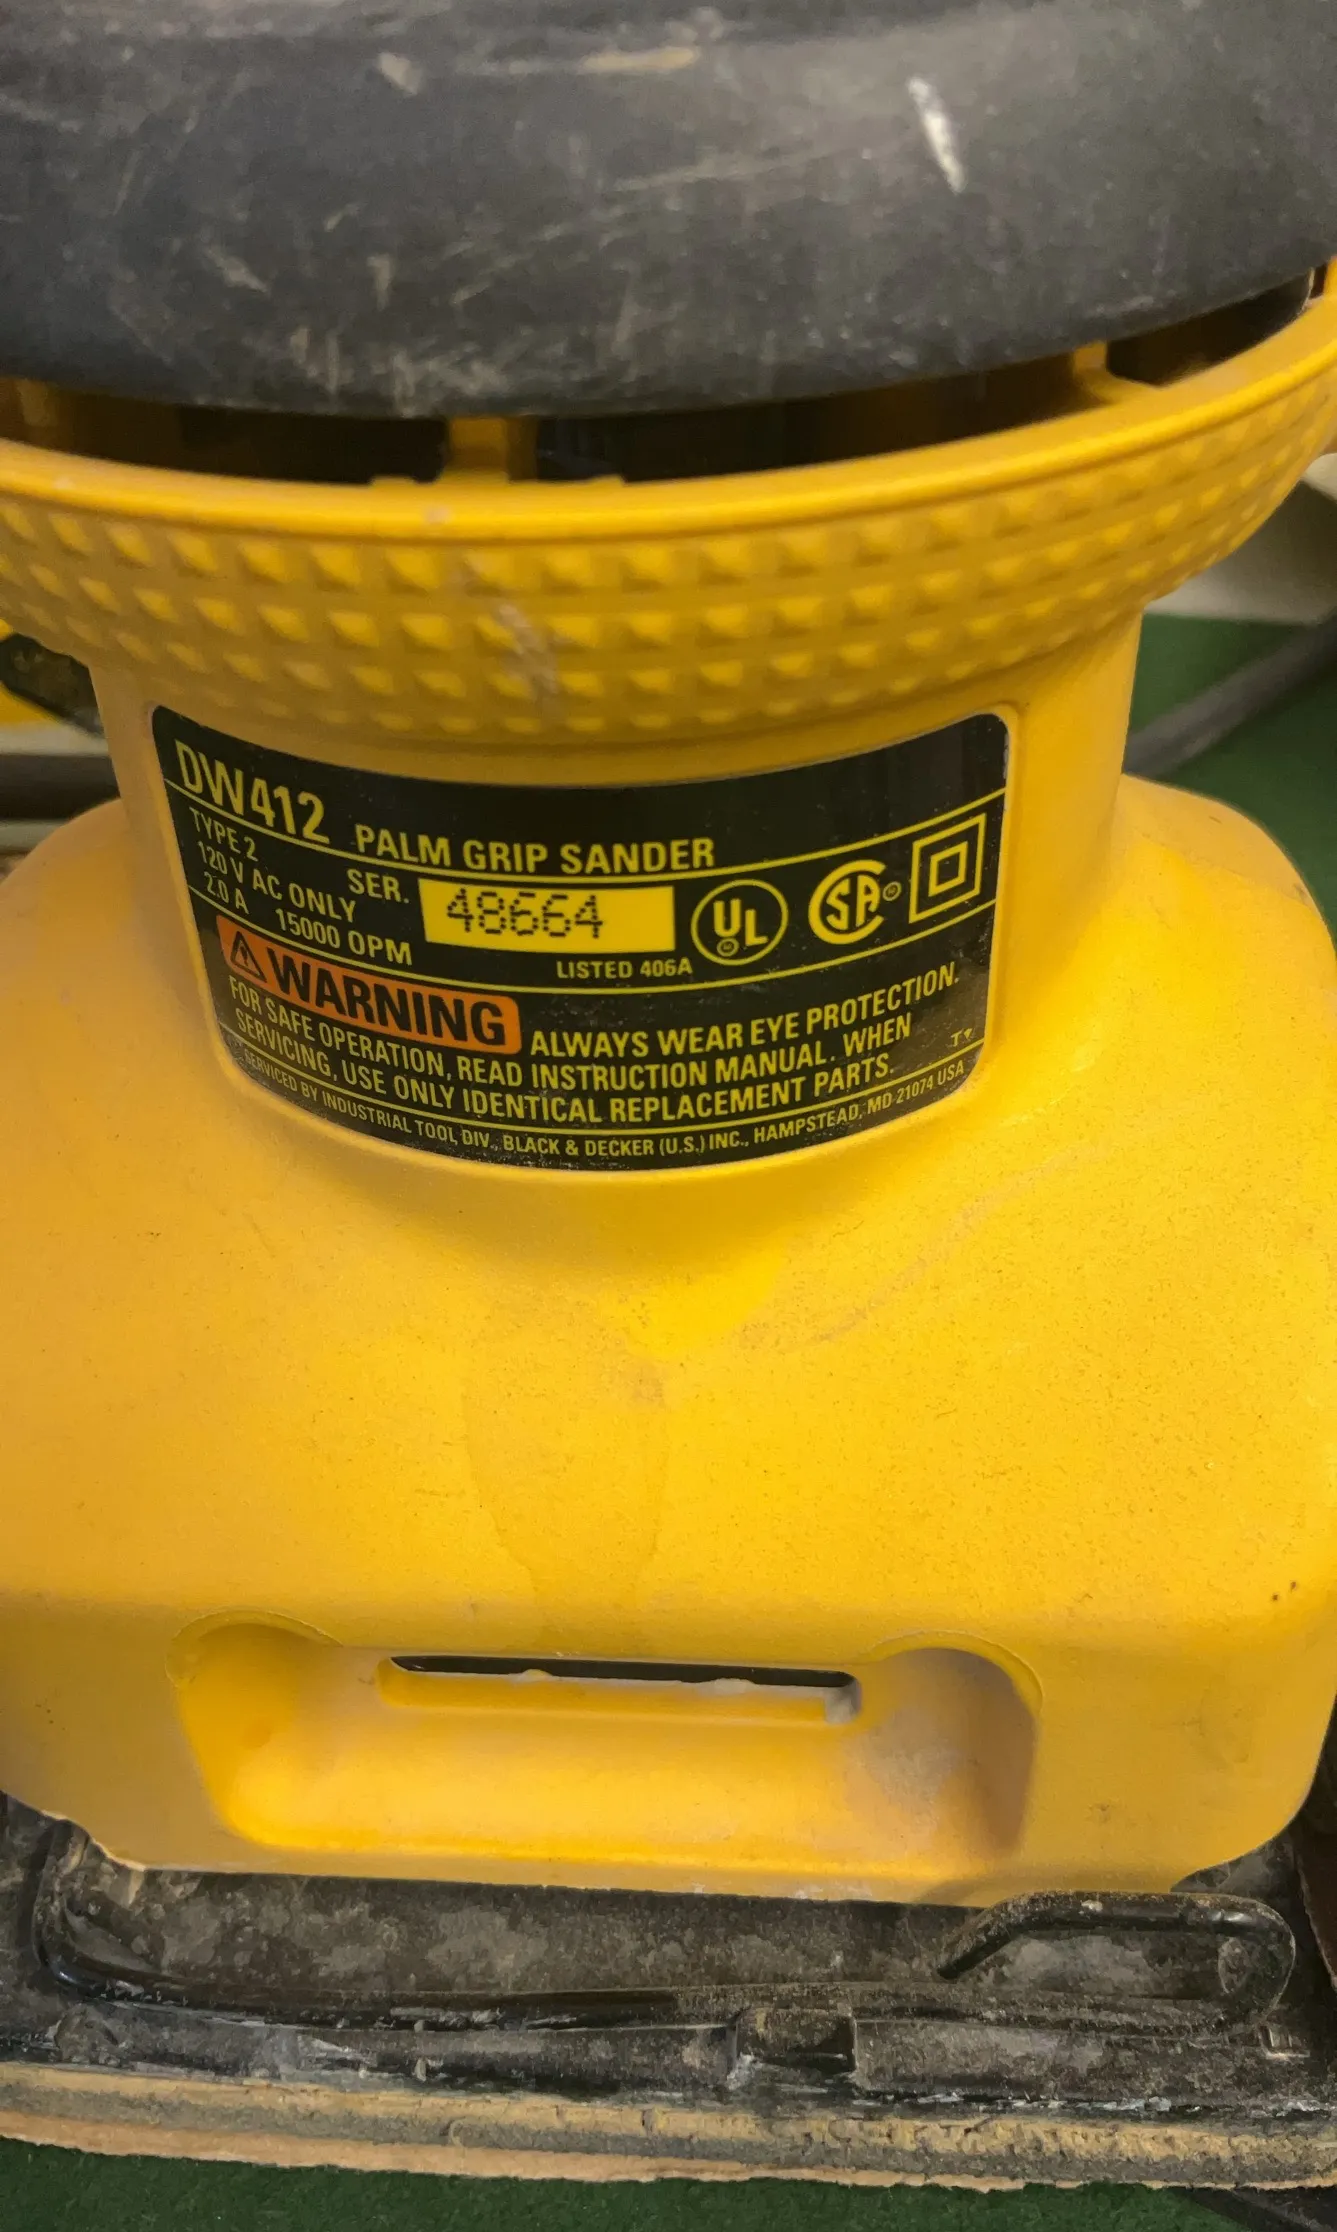 DW412 PALM GRIP SANDER
TYPE 2
120 V AC ONLY
2.0 A 15000 OPM
SER. 48664
UL
SA
LISTED 406A
WARNING ALWAYS WEAR EYE PROTECTION.
FOR SAFE OPERATION, READ INSTRUCTION MANUAL. WHEN
SERVICING, USE ONLY IDENTICAL REPLACEMENT PARTS.
SERVICED BY INDUSTRIAL TOOL DIV., BLACK & DECKER (U.S.) INC., HAMPSTEAD, MD 21074 USA